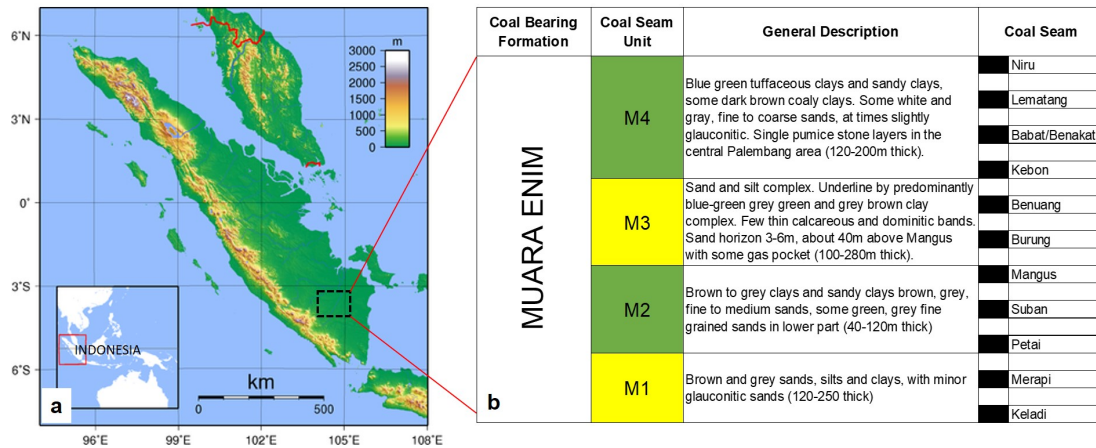 6˚N
3˚N
0˚
3˚S
6˚S
96˚E
99˚E
102˚E
105˚E
108˚E
m
3000
2500
2000
1500
1000
500
0
INDONESIA
km
0
500
a
Coal Bearing
Formation
Coal Seam
Unit
General Description
Coal Seam
MUARA ENIM
M4
Blue green tuffaceous clays and sandy clays,
some dark brown coaly clays. Some white and
gray, fine to coarse sands, at times slightly
glauconitic. Single pumice stone layers in the
central Palembang area (120-200m thick).
Niru
Lematang
Babat/Benakat
Kebon
M3
Sand and silt complex. Underline by predominantly
blue-green grey green and grey brown clay
complex. Few thin calcareous and dominitic bands.
Sand horizon 3-6m, about 40m above Mangus
with some gas pocket (100-280m thick).
Benuang
Burung
M2
Brown to grey clays and sandy clays brown, grey,
fine to medium sands, some green, grey fine
grained sands in lower part (40-120m thick)
Mangus
Suban
Petai
M1
Brown and grey sands, silts and clays, with minor
glauconitic sands (120-250 thick)
Merapi
Keladi
b